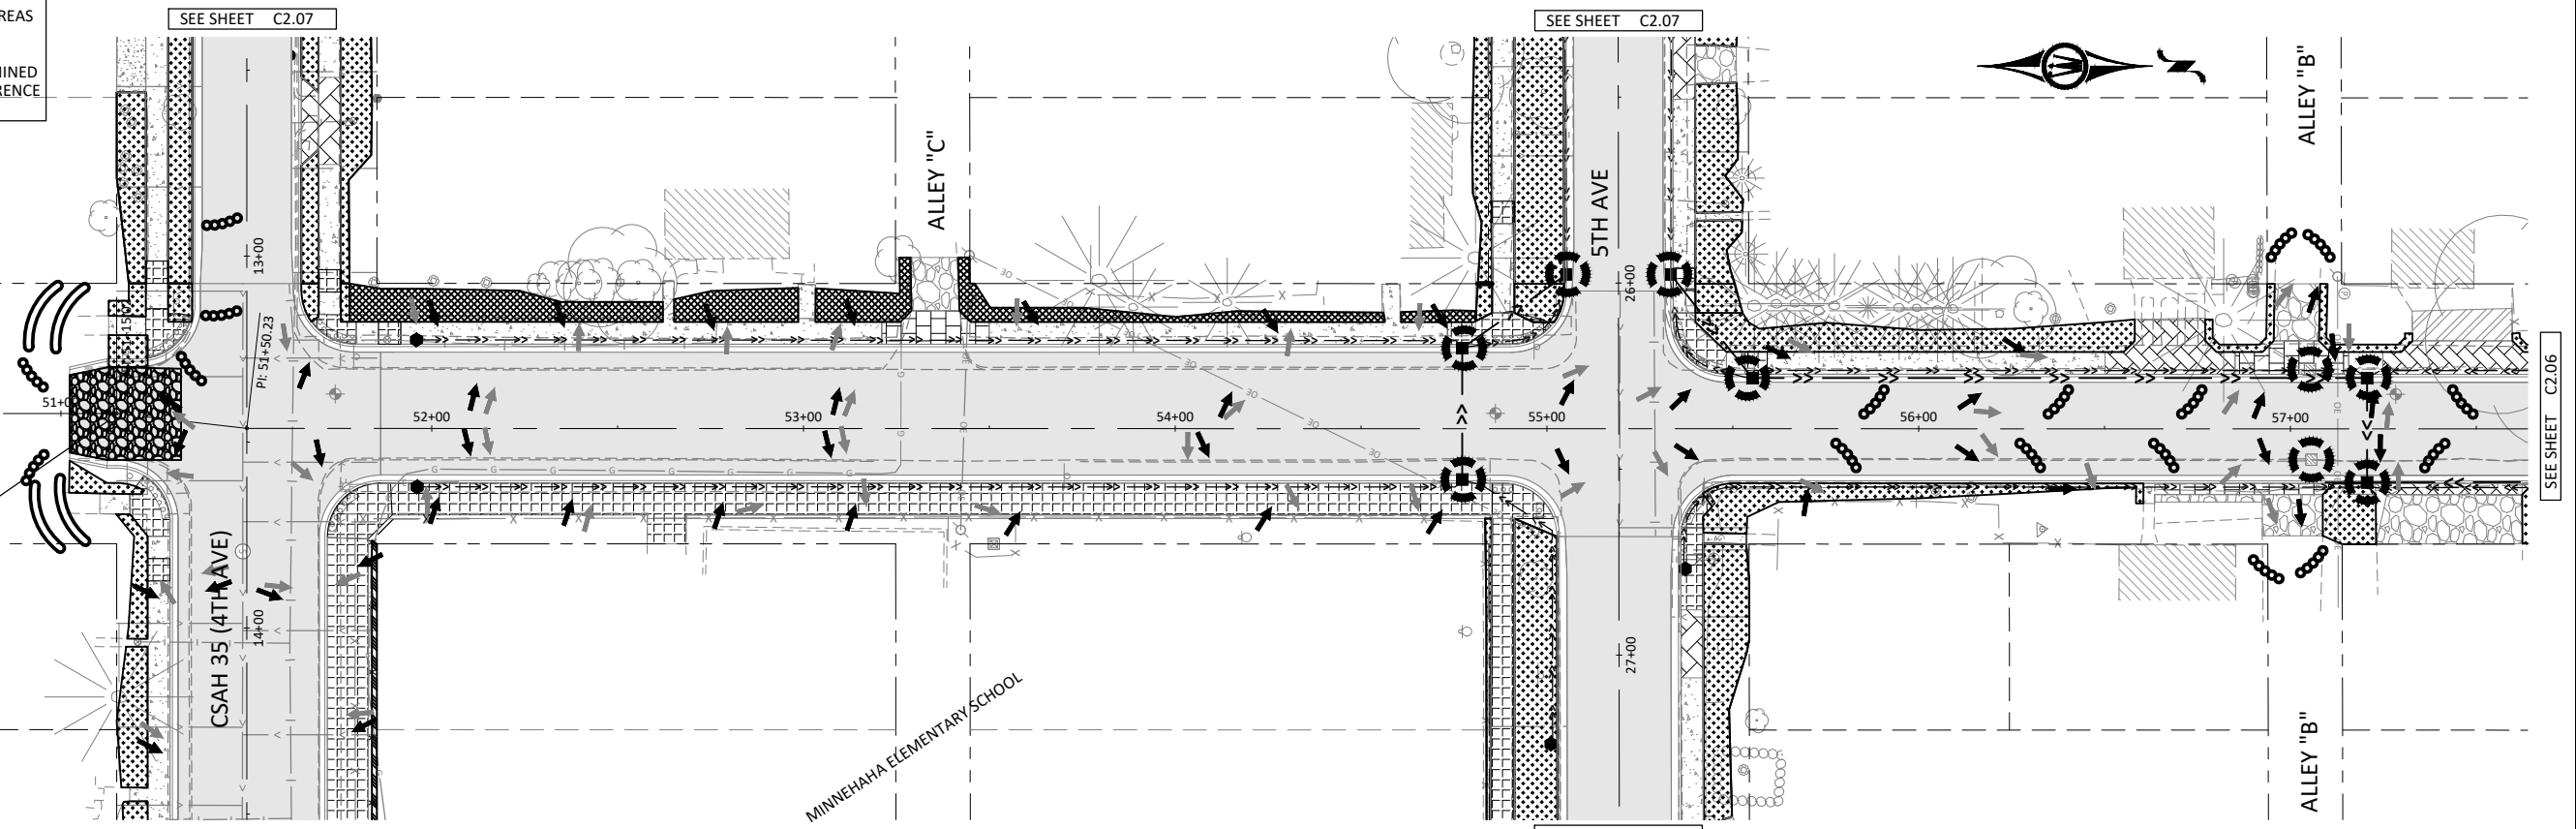 REAS
SEE SHEET C2.07
SEE SHEET C2.07
MINED
RENCE
ALLEY "B"
ALLEY "C"
5TH AVE
13+00
26+00
PI: 51+50.23
51+0
52+00
53+00
54+00
55+00
56+00
57+00
SEE SHEET C2.06
CSAH 35 (4TH AVE)
14+00
27+00
MINNEHAHA ELEMENTARY SCHOOL
ALLEY "B"